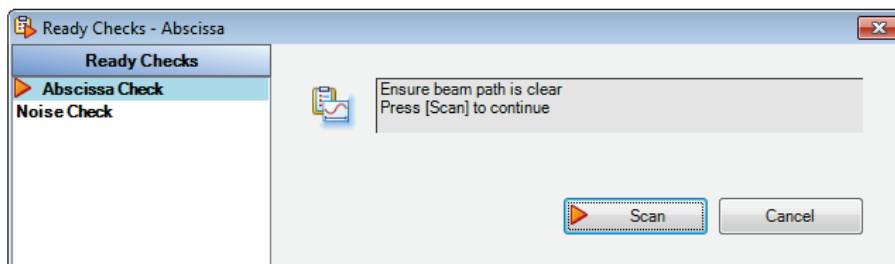 Ready Checks - Abscissa
Ready Checks
Abscissa Check
Noise Check
Ensure beam path is clear
Press [Scan] to continue
Scan
Cancel